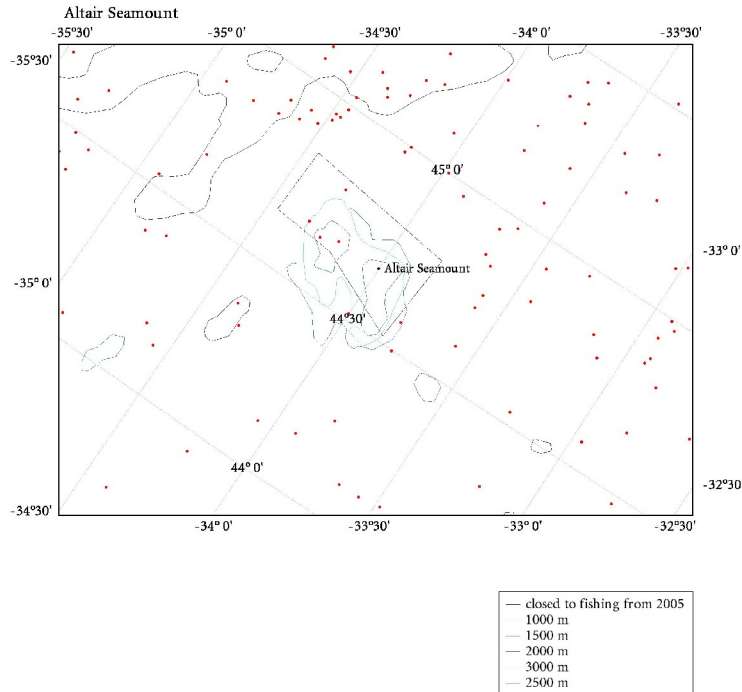 Altair Seamount
-35°30' -35° 0' -34°30' -34° 0' -33°30'
-35°30'
45° 0'
-33° 0'
Altair Seamount
-35° 0'
44°30'
44° 0'
-32°30'
-34°30'
-34° 0' -33°30' -33° 0' -32°30'
closed to fishing from 2005
1000 m
1500 m
2000 m
3000 m
2500 m